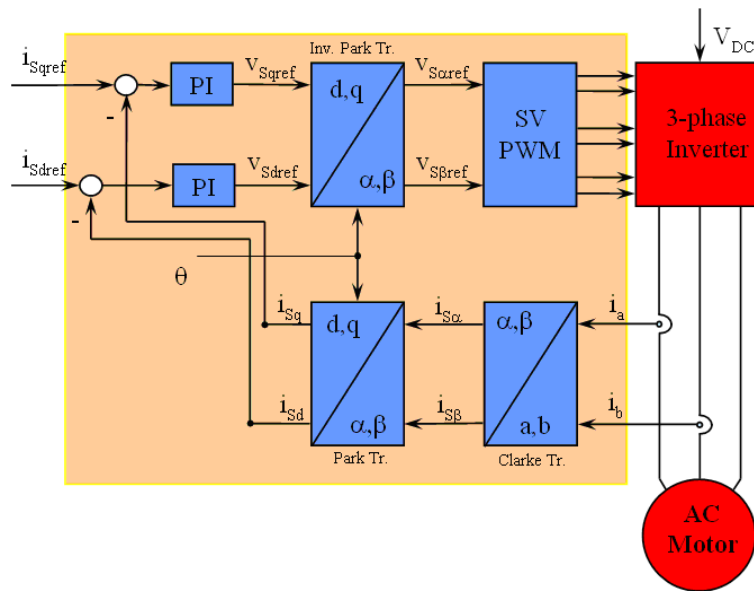 Inv. Park Tr.
V_DC
i_Sqref
PI
v_Sqref
d,q
v_Sαref
SV
PWM
3-phase
Inverter
-
i_Sdref
PI
v_Sdref
α,β
v_Sβref
-
θ
i_Sq
d,q
i_Sα
α,β
i_a
i_Sd
α,β
i_Sβ
a,b
i_b
Park Tr.
Clarke Tr.
AC
Motor